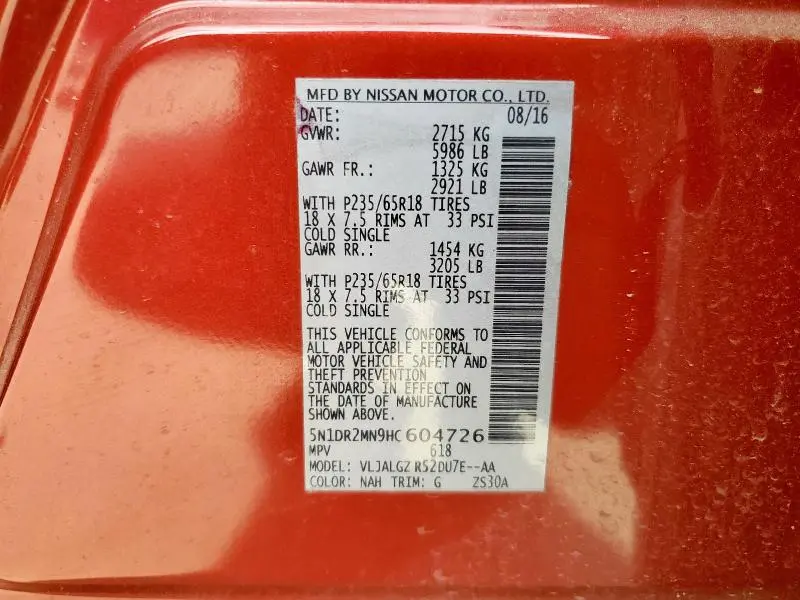 MFD BY NISSAN MOTOR CO., LTD.
DATE: 08/16
GVWR: 2715 KG
5986 LB
GAWR FR.: 1325 KG
2921 LB
WITH P235/65R18 TIRES
18 X 7.5 RIMS AT 33 PSI
COLD SINGLE
GAWR RR.: 1454 KG
3205 LB
WITH P235/65R18 TIRES
18 X 7.5 RIMS AT 33 PSI
COLD SINGLE
THIS VEHICLE CONFORMS TO
ALL APPLICABLE FEDERAL
MOTOR VEHICLE SAFETY AND
THEFT PREVENTION
STANDARDS IN EFFECT ON
THE DATE OF MANUFACTURE
SHOWN ABOVE.
5N1DR2MN9HC604726
MPV 618
MODEL: VLJALGZ R52DU7E--AA
COLOR: NAH TRIM: G ZS30A